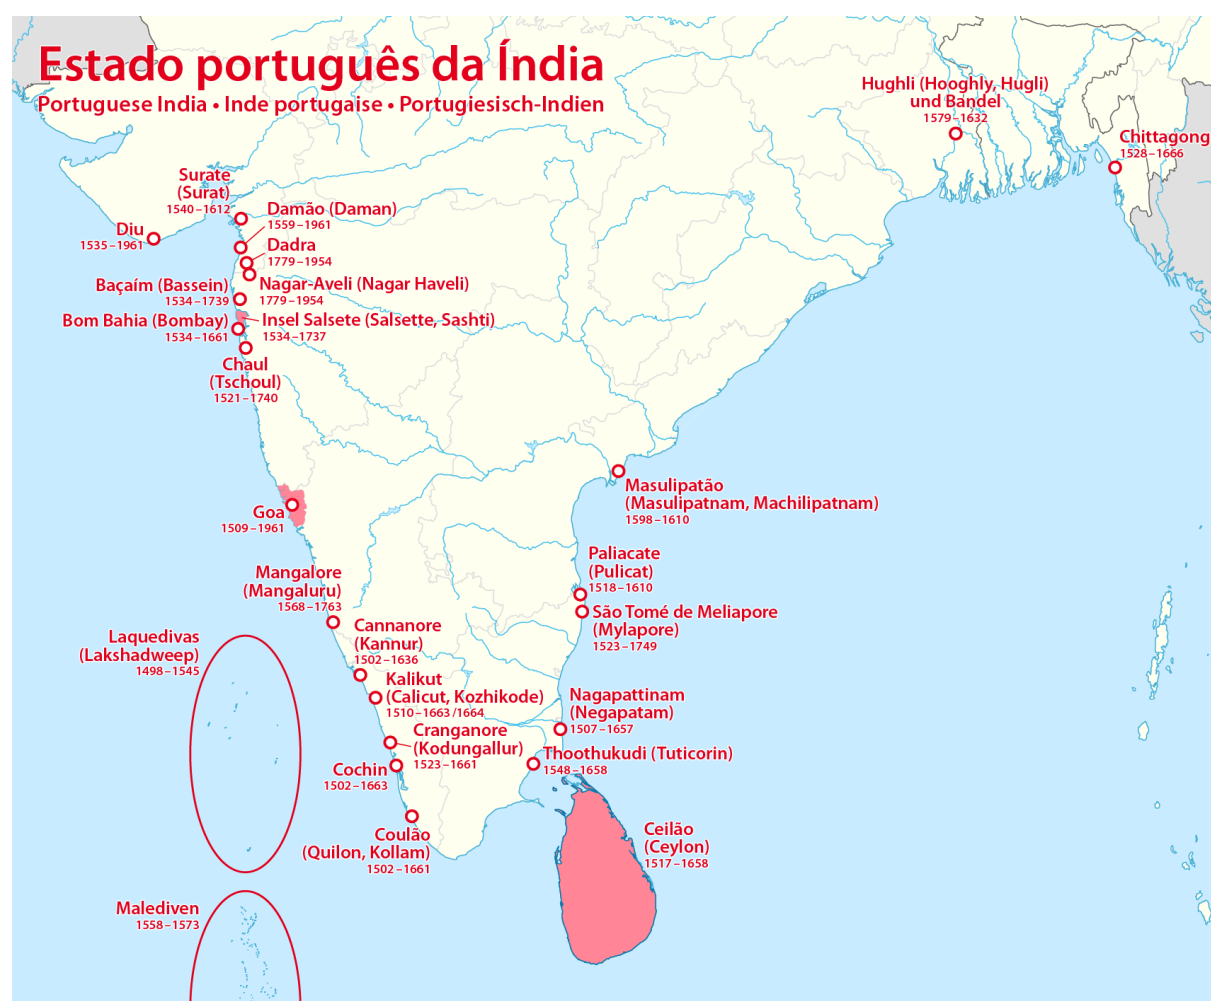 Estado português da Índia
Portuguese India • Inde portugaise • Portugiesisch-Indien
Hughli (Hooghly, Hugli)
und Bandel
1579–1632
Chittagong
1528–1666
Surate
(Surat)
1540–1612
Damão (Daman)
1559–1961
Diu
1535–1961
Dadra
1779–1954
Baçaím (Bassein)
1534–1739
Nagar-Aveli (Nagar Haveli)
1779–1954
Bom Bahia (Bombay)
1534–1661
Insel Salsete (Salsette, Sashti)
1534–1737
Chaul
(Tschoul)
1521–1740
Masulipatão
(Masulipatnam, Machilipatnam)
1598–1610
Goa
1509–1961
Paliacate
(Pulicat)
1518–1610
Mangalore
(Mangaluru)
1568–1763
São Tomé de Meliapore
(Mylapore)
1523–1749
Cannanore
(Kannur)
1502–1636
Laquedivas
(Lakshadweep)
1498–1545
Kalikut
(Calicut, Kozhikode)
1510–1663/1664
Nagapattinam
(Negapatam)
1507–1657
Cranganore
(Kodungallur)
1523–1661
Thoothukudi (Tuticorin)
1548–1658
Cochin
1502–1663
Coulão
(Quilon, Kollam)
1502–1661
Ceilão
(Ceylon)
1517–1658
Malediven
1558–1573